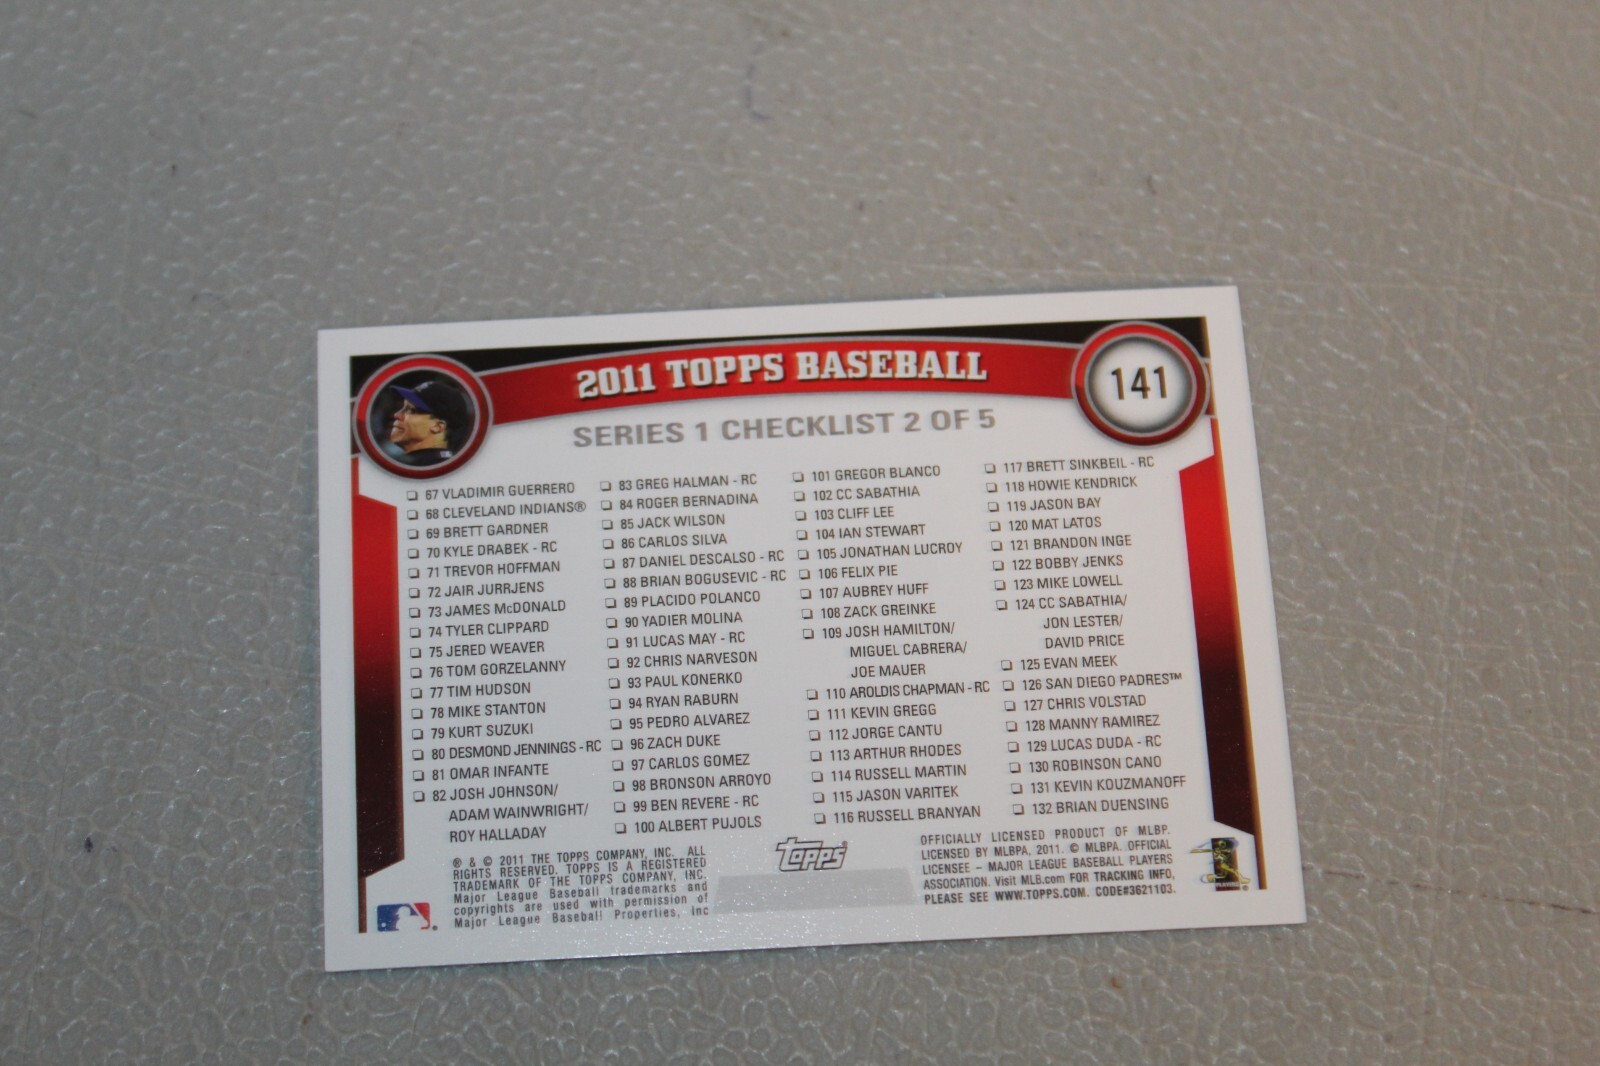 2011 TOPPS BASEBALL
141
SERIES 1 CHECKLIST 2 OF 5
67 VLADIMIR GUERRERO
68 CLEVELAND INDIANS®
69 BRETT GARDNER
70 KYLE DRABEK - RC
71 TREVOR HOFFMAN
72 JAIR JURRJENS
73 JAMES McDONALD
74 TYLER CLIPPARD
75 JERED WEAVER
76 TOM GORZELANNY
77 TIM HUDSON
78 MIKE STANTON
79 KURT SUZUKI
80 DESMOND JENNINGS - RC
81 OMAR INFANTE
82 JOSH JOHNSON/
ADAM WAINWRIGHT/
ROY HALLADAY
83 GREG HALMAN - RC
84 ROGER BERNADINA
85 JACK WILSON
86 CARLOS SILVA
87 DANIEL DESCALSO - RC
88 BRIAN BOGUSEVIC - RC
89 PLACIDO POLANCO
90 YADIER MOLINA
91 LUCAS MAY - RC
92 CHRIS NARVESON
93 PAUL KONERKO
94 RYAN RABURN
95 PEDRO ALVAREZ
96 ZACH DUKE
97 CARLOS GOMEZ
98 BRONSON ARROYO
99 BEN REVERE - RC
100 ALBERT PUJOLS
101 GREGOR BLANCO
102 CC SABATHIA
103 CLIFF LEE
104 IAN STEWART
105 JONATHAN LUCROY
106 FELIX PIE
107 AUBREY HUFF
108 ZACK GREINKE
109 JOSH HAMILTON/
MIGUEL CABRERA/
JOE MAUER
110 AROLDIS CHAPMAN - RC
111 KEVIN GREGG
112 JORGE CANTU
113 ARTHUR RHODES
114 RUSSELL MARTIN
115 JASON VARITEK
116 RUSSELL BRANYAN
117 BRETT SINKBEIL - RC
118 HOWIE KENDRICK
119 JASON BAY
120 MAT LATOS
121 BRANDON INGE
122 BOBBY JENKS
123 MIKE LOWELL
124 CC SABATHIA/
JON LESTER/
DAVID PRICE
125 EVAN MEEK
126 SAN DIEGO PADRES™
127 CHRIS VOLSTAD
128 MANNY RAMIREZ
129 LUCAS DUDA - RC
130 ROBINSON CANO
131 KEVIN KOUZMANOFF
132 BRIAN DUENSING
® & © 2011 THE TOPPS COMPANY, INC. ALL
RIGHTS RESERVED. TOPPS IS A REGISTERED
TRADEMARK OF THE TOPPS COMPANY, INC.
Major League Baseball trademarks and
copyrights are used with permission of
Major League Baseball Properties, Inc
topps®
OFFICIALLY LICENSED PRODUCT OF MLBP.
LICENSED BY MLBPA, 2011. © MLBPA. OFFICIAL
LICENSEE – MAJOR LEAGUE BASEBALL PLAYERS
ASSOCIATION. Visit MLB.com FOR TRACKING INFO,
PLEASE SEE WWW.TOPPS.COM. CODE#3621103.